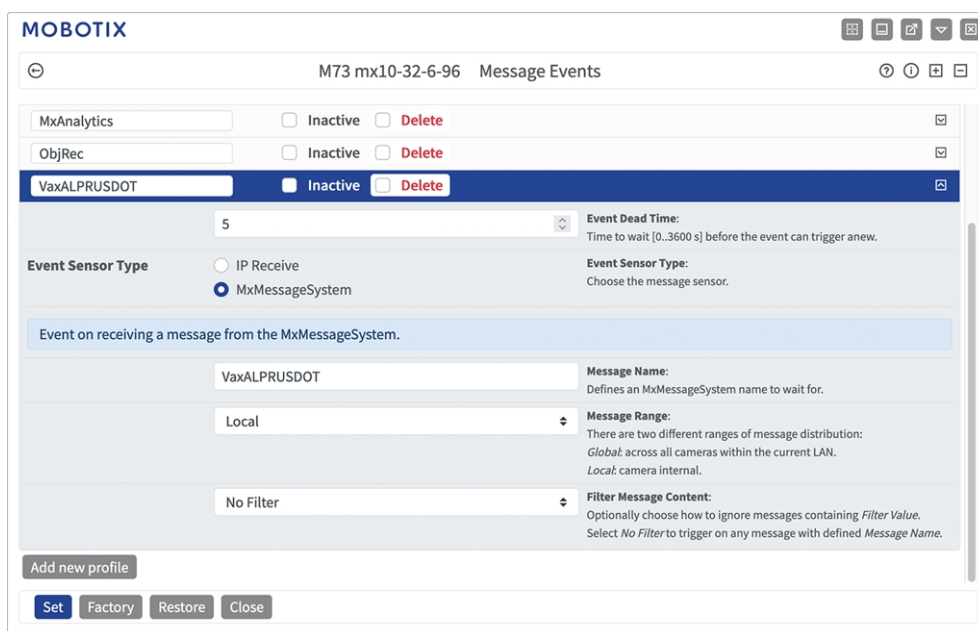 MOBOTIX
M73 mx10-32-6-96 Message Events
MxAnalytics Inactive Delete
ObjRec Inactive Delete
VaxALPRUSDOT Inactive Delete
5
Event Dead Time:
Time to wait [0..3600 s] before the event can trigger anew.
Event Sensor Type
IP Receive
MxMessageSystem
Event Sensor Type:
Choose the message sensor.
Event on receiving a message from the MxMessageSystem.
VaxALPRUSDOT
Message Name:
Defines an MxMessageSystem name to wait for.
Local
Message Range:
There are two different ranges of message distribution:
Global: across all cameras within the current LAN.
Local: camera internal.
No Filter
Filter Message Content:
Optionally choose how to ignore messages containing Filter Value.
Select No Filter to trigger on any message with defined Message Name.
Add new profile
Set Factory Restore Close